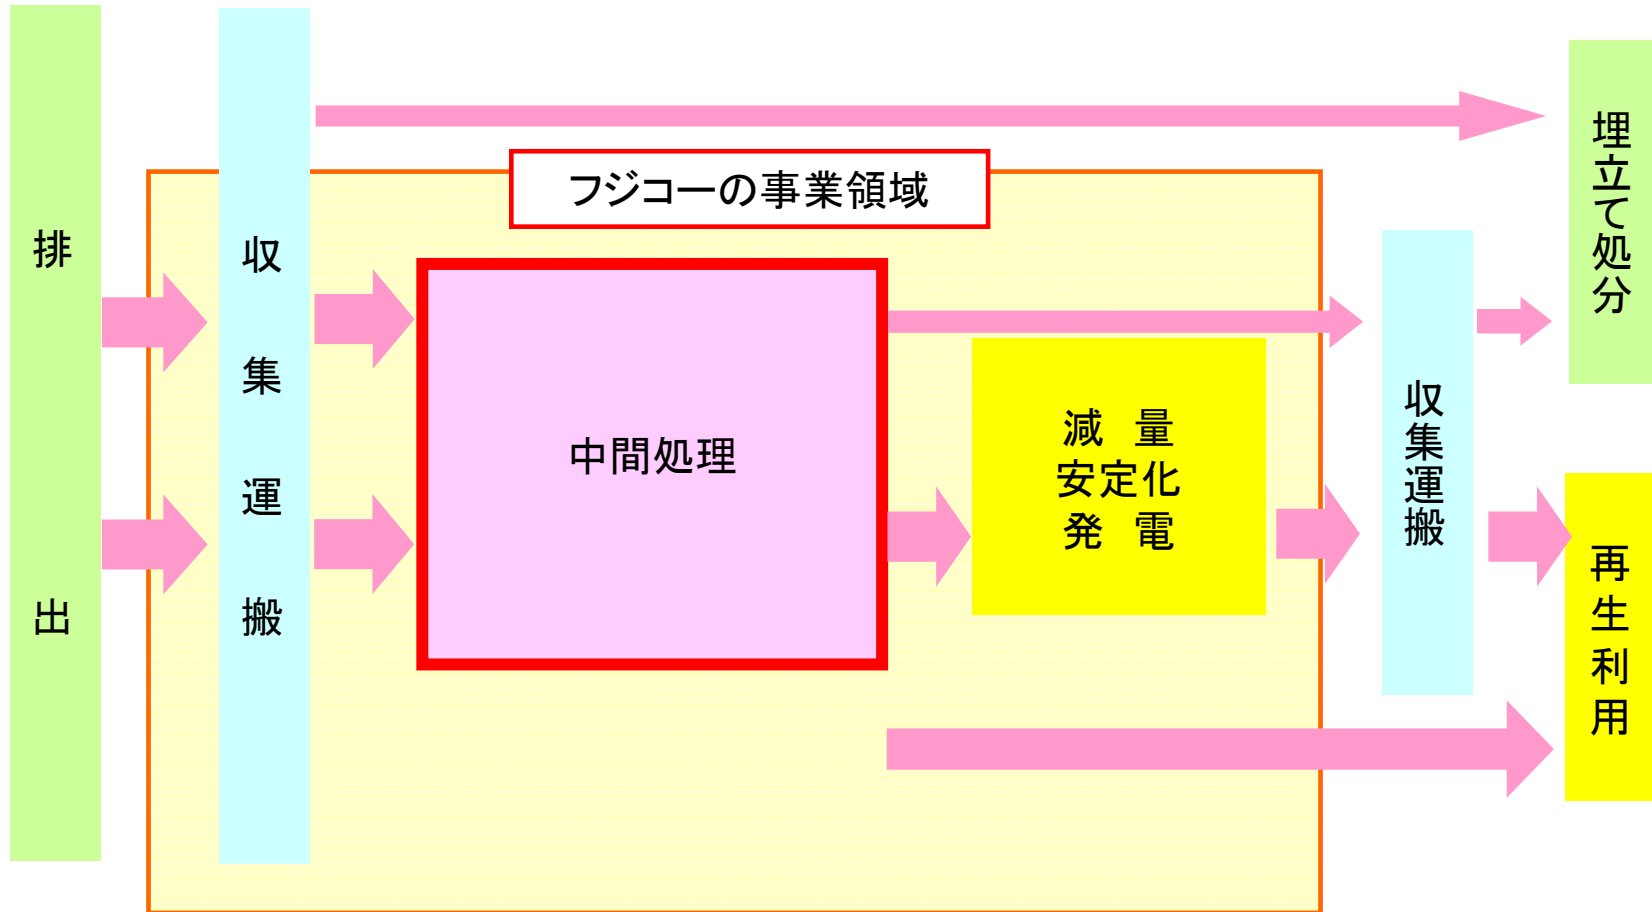 排出
収集運搬
フジコーの事業領域
中間処理
減 量
安定化
発 電
収集運搬
埋立て処分
再生利用